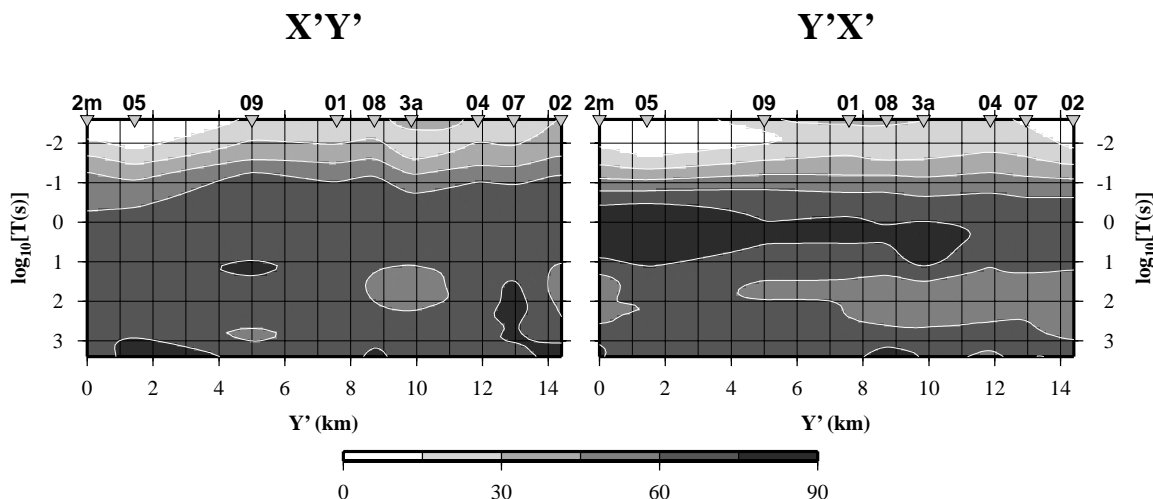 X’Y’ Y’X’
2m 05 09 01 08 3a 04 07 02 2m 05 09 01 08 3a 04 07 02
-2 -2
-1 -1
0 0
1 1
2 2
3 3
log10[T(s)] log10[T(s)]
0 2 4 6 8 10 12 14 0 2 4 6 8 10 12 14
Y’ (km) Y’ (km)
0 30 60 90